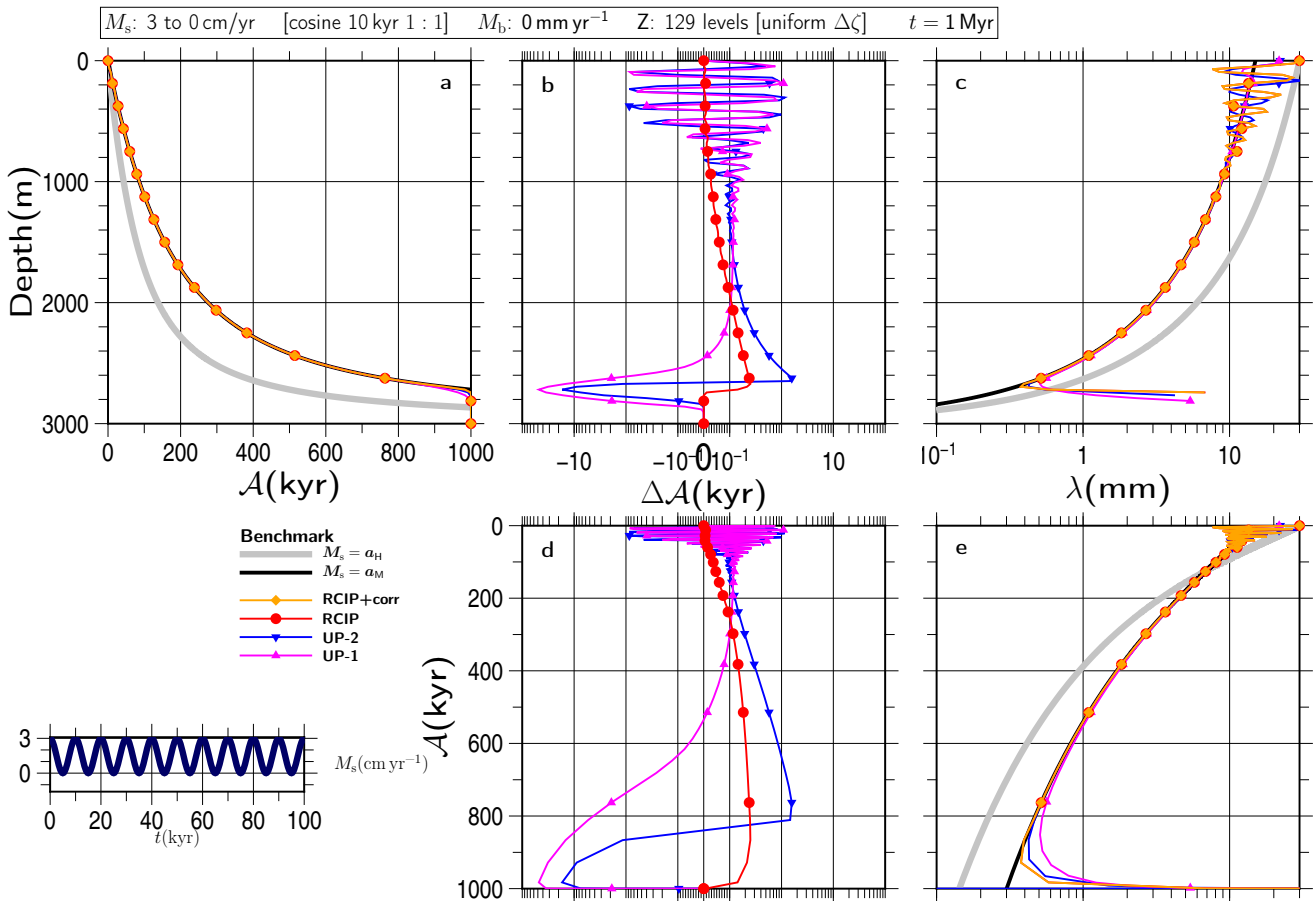 Mₛ: 3 to 0 cm/yr [cosine 10 kyr 1 : 1] M_b: 0 mm yr⁻¹ Z: 129 levels [uniform Δζ] t = 1 Myr
0
1000
2000
3000
Depth(m)
a
0 200 400 600 800 1000
𝒜(kyr)
b
−10 −10⁻¹ 0 10⁻¹ 10
Δ𝒜(kyr)
c
10⁻¹ 1 10
λ(mm)
Benchmark
Mₛ = a_H
Mₛ = a_M
RCIP+corr
RCIP
UP-2
UP-1
3
0
Mₛ(cm yr⁻¹)
0 20 40 60 80 100
t(kyr)
0
200
400
600
800
1000
𝒜(kyr)
d
e